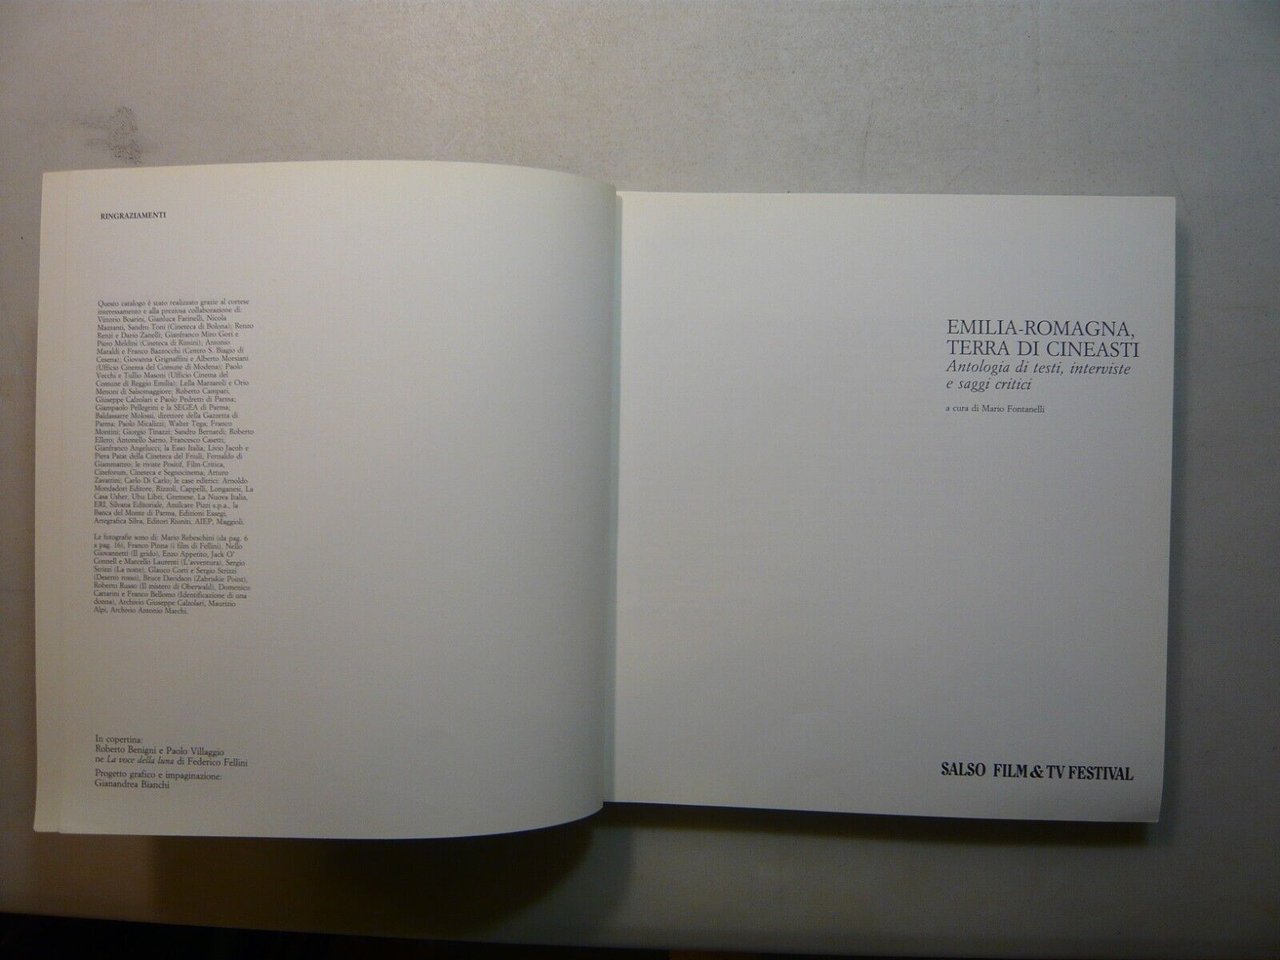 RINGRAZIAMENTI
Questo catalogo è stato realizzato grazie al cortese
interessamento e alla preziosa collaborazione di:
Vittorio Boarini, Gianluca Farinelli, Nicola
Mazzanti, Sandro Toni (Cineteca di Bologna); Renzo
Renzi e Dario Zanelli; Gianfranco Miro Gori e
Piero Meldini (Cineteca di Rimini); Antonio
Maraldi e Franco Bazzocchi (Centro S. Biagio di
Cesena); Giovanna Grignaffini e Alberto Morsiani
(Ufficio Cinema del Comune di Modena); Paolo
Vecchi e Tullio Masoni (Ufficio Cinema del
Comune di Reggio Emilia); Lella Marzaroli e Orio
Menoni di Salsomaggiore; Roberto Campari,
Giuseppe Calzolari e Paolo Pedretti di Parma;
Giampaolo Pellegrini e la SEGEA di Parma;
Baldassarre Molossi, direttore della Gazzetta di
Parma; Paolo Micalizzi; Walter Tega; Franco
Montini; Giorgio Tinazzi; Sandro Bernardi; Roberto
Ellero; Antonello Sarno, Francesco Casetti;
Gianfranco Angelucci; la Esso Italia; Livio Jacob e
Piera Patat della Cineteca del Friuli, Fernaldo di
Giammatteo; le riviste Positif, Film-Critica,
Cineforum, Cineteca e Segnocinema; Arturo
Zavattini; Carlo Di Carlo; le case editrici: Arnoldo
Mondadori Editore, Rizzoli, Cappelli, Longanesi, La
Casa Usher, Ubu Libri, Gremese, La Nuova Italia,
ERI, Silvana Editoriale, Amilcare Pizzi s.p.a., la
Banca del Monte di Parma, Edizioni Essegi,
Artegrafica Silva, Editori Riuniti, AIEP, Maggioli.
Le fotografie sono di: Mario Rebeschini (da pag. 6
a pag. 16), Franco Pinna (i film di Fellini), Nello
Giovannetti (Il grido), Enzo Appetito, Jack O'
Connell e Marcello Laurenti (L'avventura), Sergio
Strizzi (La notte), Glauco Corti e Sergio Strizzi
(Deserto rosso), Bruce Davidson (Zabriskie Point),
Roberto Russo (Il mistero di Oberwald), Domenico
Cattarini e Franco Bellomo (Identificazione di una
donna), Archivio Giuseppe Calzolari, Maurizio
Alpi, Archivio Antonio Marchi.
In copertina:
Roberto Benigni e Paolo Villaggio
ne La voce della luna di Federico Fellini
Progetto grafico e impaginazione:
Gianandrea Bianchi
EMILIA-ROMAGNA,
TERRA DI CINEASTI
Antologia di testi, interviste
e saggi critici
a cura di Mario Fontanelli
SALSO FILM & TV FESTIVAL